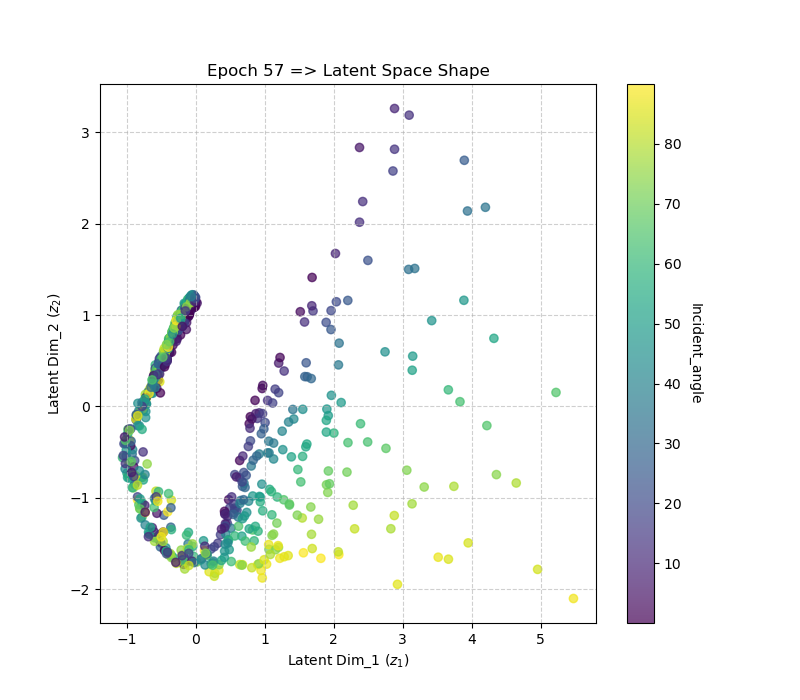 Epoch 57 => Latent Space Shape
3
2
1
0
−1
−2
Latent Dim_2 (z₂)
−1 0 1 2 3 4 5
Latent Dim_1 (z₁)
80
70
60
50
40
30
20
10
Incident_angle